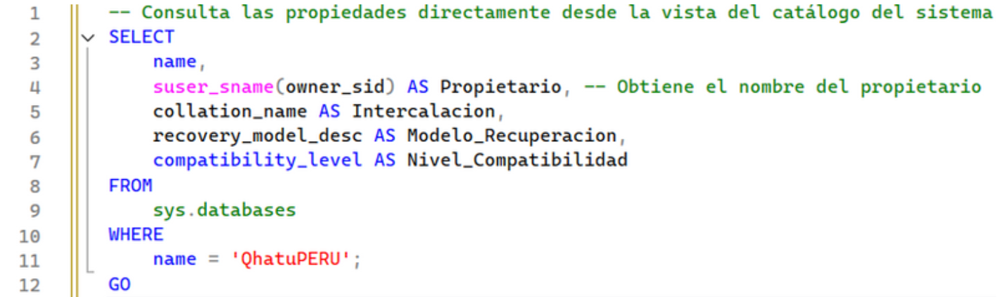 1 -- Consulta las propiedades directamente desde la vista del catálogo del sistema
2 SELECT
3 name,
4 suser_sname(owner_sid) AS Propietario, -- Obtiene el nombre del propietario
5 collation_name AS Intercalacion,
6 recovery_model_desc AS Modelo_Recuperacion,
7 compatibility_level AS Nivel_Compatibilidad
8 FROM
9 sys.databases
10 WHERE
11 name = 'QhatuPERU';
12 GO